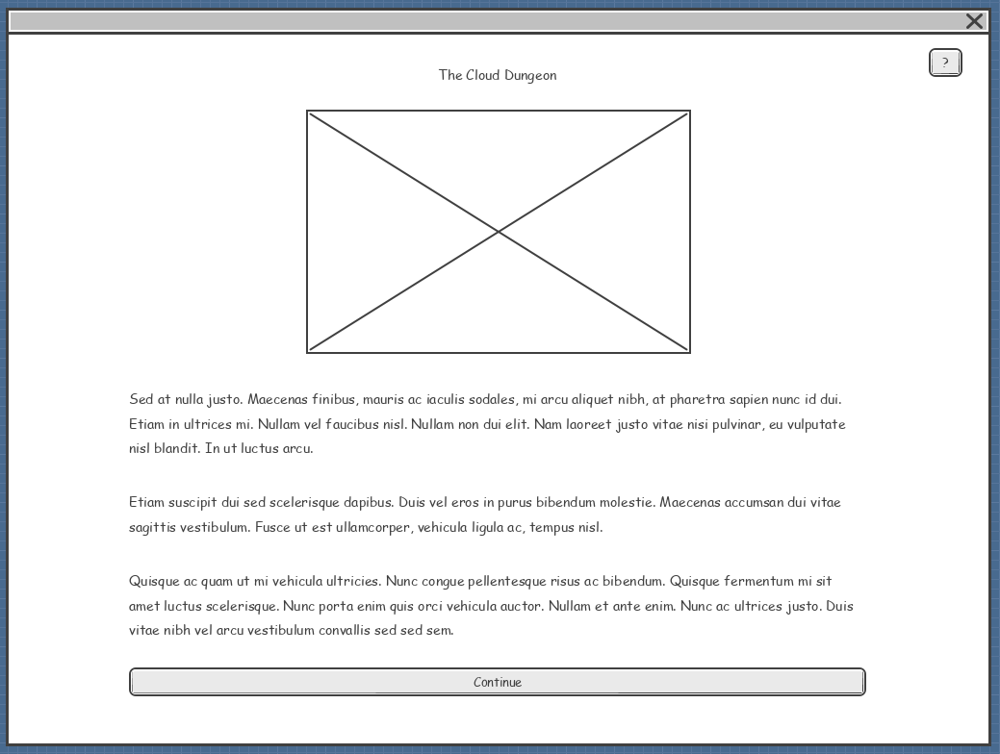 ?
The Cloud Dungeon
Sed at nulla justo. Maecenas finibus, mauris ac iaculis sodales, mi arcu aliquet nibh, at pharetra sapien nunc id dui.
Etiam in ultrices mi. Nullam vel faucibus nisl. Nullam non dui elit. Nam laoreet justo vitae nisi pulvinar, eu vulputate
nisl blandit. In ut luctus arcu.
Etiam suscipit dui sed scelerisque dapibus. Duis vel eros in purus bibendum molestie. Maecenas accumsan dui vitae
sagittis vestibulum. Fusce ut est ullamcorper, vehicula ligula ac, tempus nisl.
Quisque ac quam ut mi vehicula ultricies. Nunc congue pellentesque risus ac bibendum. Quisque fermentum mi sit
amet luctus scelerisque. Nunc porta enim quis orci vehicula auctor. Nullam et ante enim. Nunc ac ultrices justo. Duis
vitae nibh vel arcu vestibulum convallis sed sed sem.
Continue